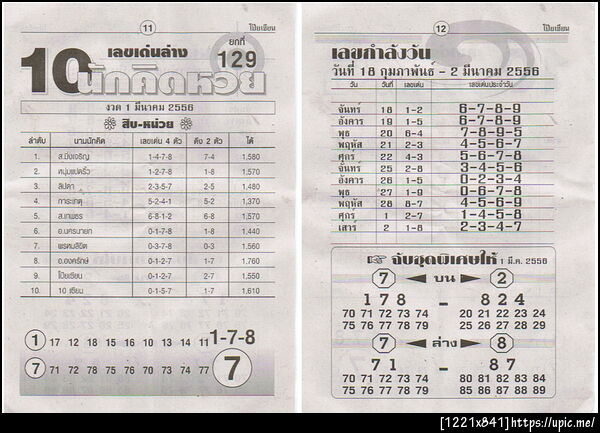 11
โป๊ยเซียน
เลขเด่นล่าง
ยกที่
129
10 นักคิดหวย
งวด 1 มีนาคม 2556
สิบ-หน่วย
ลำดับ นามนักคิด เลขเด่น 4 ตัว ดัง 2 ตัว ได้
1. ส.มิ่งเจริญ 1-4-7-8 7-4 1,580
2. หนุ่มแปดริ้ว 1-2-7-8 1-8 1,570
3. ลิปดา 2-3-5-7 2-5 1,480
4. การะเกตุ 5-2-4-1 5-2 1,370
5. ส.เทพธร 6-8-1-2 6-8 1,580
6. อ.นครนายก 0-1-7-8 1-8 1,440
7. พรหมลิขิต 0-3-7-8 0-3 1,560
8. อ.องครักษ์ 0-1-2-7 1-7 1,760
9. โป๊ยเซียน 0-1-2-7 2-7 1,550
10. 10 เซียน 0-1-5-7 1-7 1,610
1 17 12 18 15 10 13 14 11 1-7-8
7 71 72 78 75 70 73 74 77 7
12
โป๊ยเซียน
เลขกำลังวัน
วันที่ 18 กุมภาพันธ์ - 2 มีนาคม 2556
วัน วันที่ เลขเด่น เลขเด่นประจำวัน
จันทร์ 18 1-2 6-7-8-9
อังคาร 19 1-5 6-7-8-9
พุธ 20 6-4 7-8-9-5
พฤหัส 21 2-3 4-5-6-7
ศุกร์ 22 4-3 5-6-7-8
จันทร์ 25 2-8 3-4-5-6
อังคาร 26 1-5 0-2-3-4
พุธ 27 1-9 0-6-7-8
พฤหัส 28 8-7 4-5-6-9
ศุกร์ 1 2-7 1-4-5-8
เสาร์ 2 1-8 2-3-4-7
จับชุดพิเศษให้ 1 มี.ค. 2556
7 บน 2
178 - 824
70 71 72 73 74 20 21 22 23 24
75 76 77 78 79 25 26 27 28 29
7 ล่าง 8
71 - 87
70 71 72 73 74 80 81 82 83 84
75 76 77 78 79 85 86 87 88 89
[1221x841]https://upic.me/